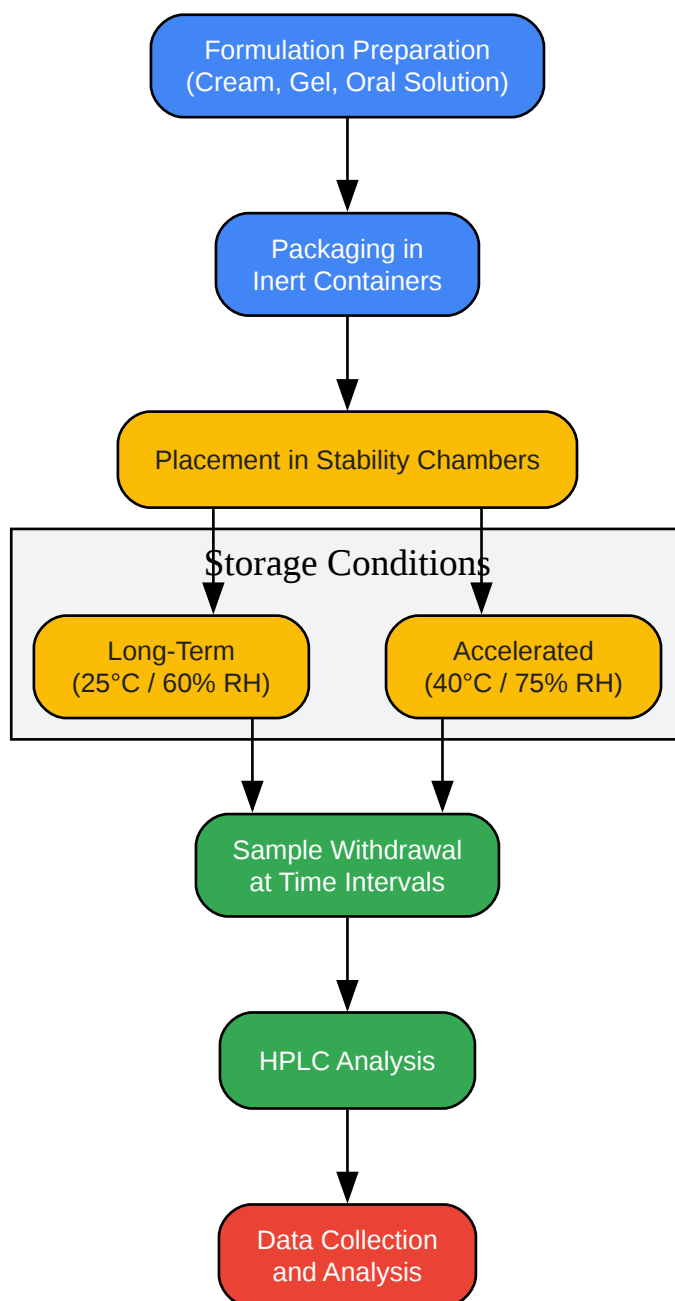 Formulation Preparation
(Cream, Gel, Oral Solution)
Packaging in
Inert Containers
Placement in Stability Chambers
Storage Conditions
Long-Term
(25°C / 60% RH)
Accelerated
(40°C / 75% RH)
Sample Withdrawal
at Time Intervals
HPLC Analysis
Data Collection
and Analysis